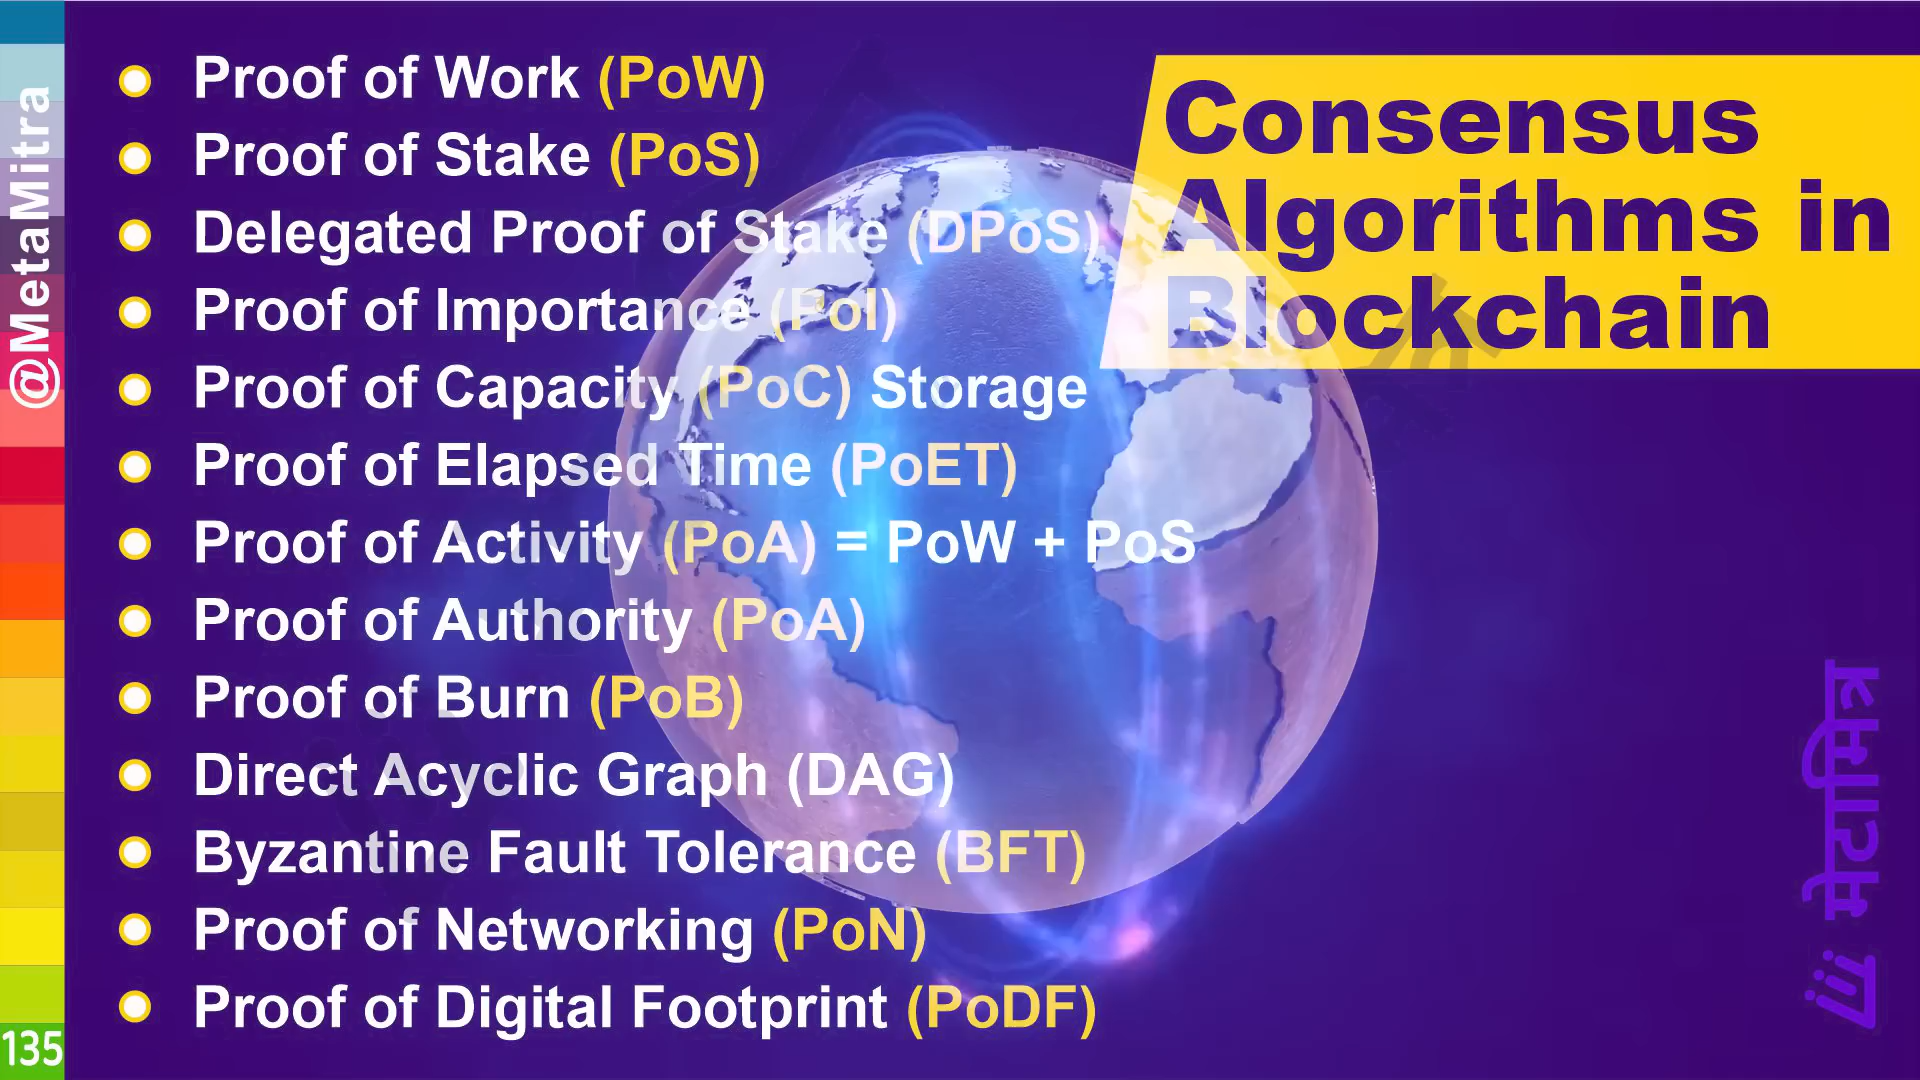 Consensus
Algorithms in
Blockchain
Proof of Work (PoW)
Proof of Stake (PoS)
Delegated Proof of Stake (DPoS)
Proof of Importance (PoI)
Proof of Capacity (PoC) Storage
Proof of Elapsed Time (PoET)
Proof of Activity (PoA) = PoW + PoS
Proof of Authority (PoA)
Proof of Burn (PoB)
Direct Acyclic Graph (DAG)
Byzantine Fault Tolerance (BFT)
Proof of Networking (PoN)
Proof of Digital Footprint (PoDF)
@MetaMitra
135
मेटामित्र